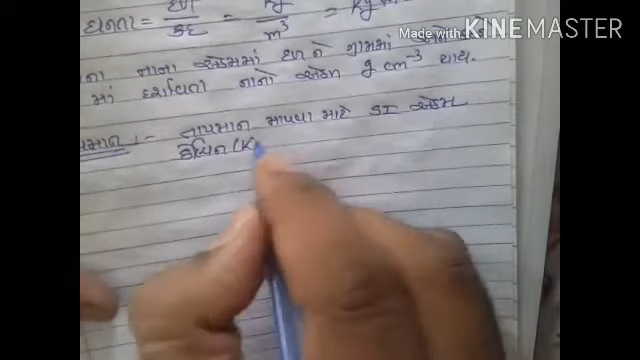 ઘનતા = દળ/કદ = kg/m³ = kg
ના નાના એકમમાં દળ ને ગ્રામમાં
માં દર્શાવતો નાનો એકમ g cm⁻³ થાય.
તાપમાન માપવા માટે SI એકમ
કેલ્વિન (K)
Made with KINEMASTER